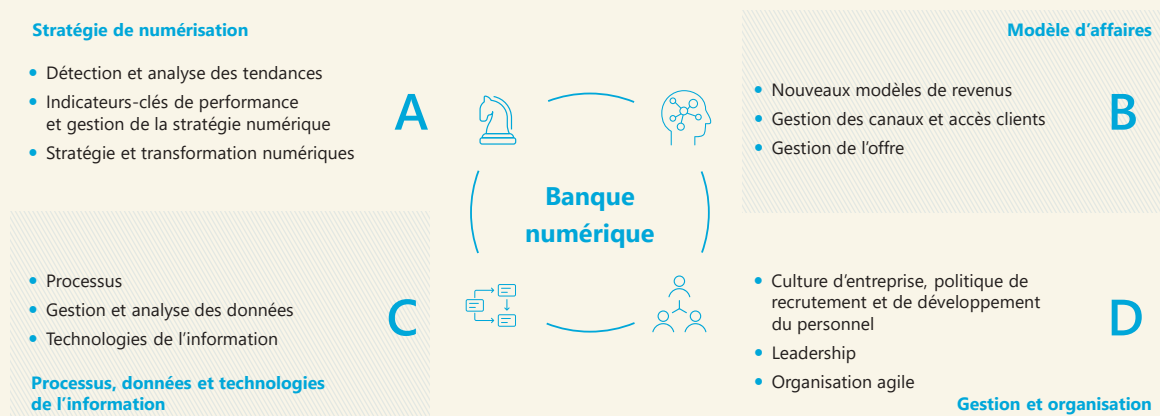 Stratégie de numérisation
• Détection et analyse des tendances
• Indicateurs-clés de performance
et gestion de la stratégie numérique
• Stratégie et transformation numériques
A
Modèle d’affaires
• Nouveaux modèles de revenus
• Gestion des canaux et accès clients
• Gestion de l’offre
B
Banque
numérique
• Processus
• Gestion et analyse des données
• Technologies de l’information
C
Processus, données et technologies
de l’information
• Culture d’entreprise, politique de
recrutement et de développement
du personnel
• Leadership
• Organisation agile
D
Gestion et organisation